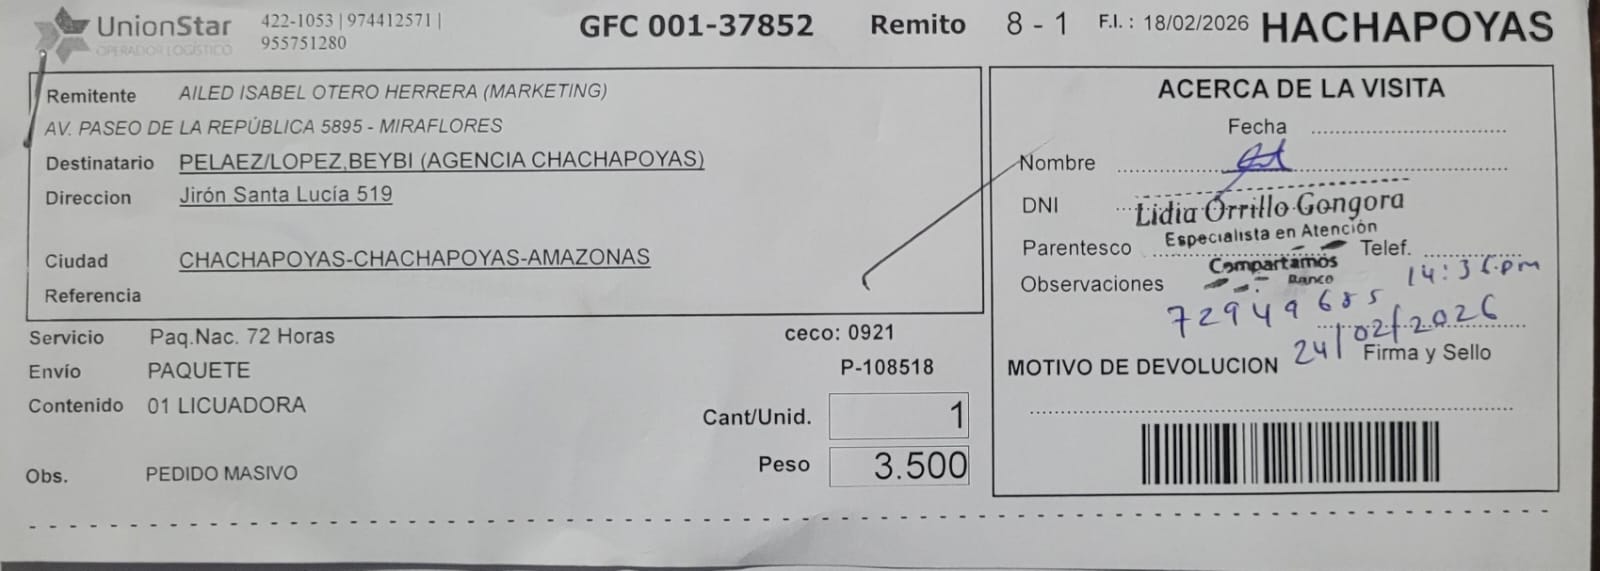 UnionStar
OPERADOR LOGÍSTICO
422-1053 | 974412571 |
955751280
GFC 001-37852
Remito 8 - 1
F.I. : 18/02/2026
HACHAPOYAS
Remitente AILED ISABEL OTERO HERRERA (MARKETING)
AV. PASEO DE LA REPÚBLICA 5895 - MIRAFLORES
Destinatario PELAEZ/LOPEZ,BEYBI (AGENCIA CHACHAPOYAS)
Direccion Jirón Santa Lucía 519
Ciudad CHACHAPOYAS-CHACHAPOYAS-AMAZONAS
Referencia
Servicio Paq.Nac. 72 Horas
ceco: 0921
Envío PAQUETE
P-108518
Contenido 01 LICUADORA
Cant/Unid. 1
Peso 3.500
Obs. PEDIDO MASIVO
ACERCA DE LA VISITA
Fecha
Nombre
DNI
Lidia Orrillo Gongora
Especialista en Atención
Parentesco
Telef.
Compartamos
Banco
Observaciones
14:36 pm
72949685
24/02/2026
Firma y Sello
MOTIVO DE DEVOLUCION